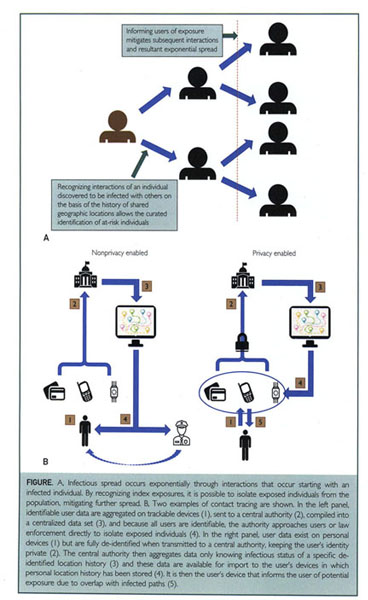 Informing users of exposure
mitigates subsequent interactions
and resultant exponential spread
Recognizing interactions of an individual
discovered to be infected with others on
the basis of the history of shared
geographic locations allows the curated
identification of at-risk individuals
A
Nonprivacy enabled
3
2
1
4
Privacy enabled
3
2
4
1
5
B
FIGURE. A, Infectious spread occurs exponentially through interactions that occur starting with an
infected individual. By recognizing index exposures, it is possible to isolate exposed individuals from the
population, mitigating further spread. B, Two examples of contact tracing are shown. In the left panel,
identifiable user data are aggregated on trackable devices (1), sent to a central authority (2), compiled into
a centralized data set (3), and because all users are identifiable, the authority approaches users or law
enforcement directly to isolate exposed individuals (4). In the right panel, user data exist on personal
devices (1) but are fully de-identified when transmitted to a central authority, keeping the user's identity
private (2). The central authority then aggregates data only knowing infectious status of a specific de-
identified location history (3) and these data are available for import to the user's devices in which
personal location history has been stored (4). It is then the user's device that informs the user of potential
exposure due to overlap with infected paths (5).